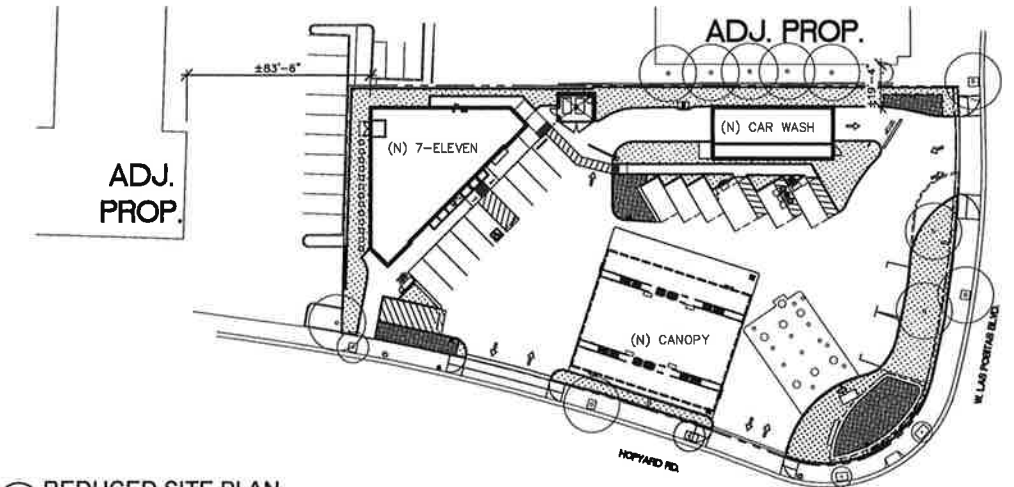 ADJ. PROP.
±83'-6"
±19'-4"
(N) CAR WASH
(N) 7-ELEVEN
ADJ.
PROP.
(N) CANOPY
W. LAS POSITAS BLVD.
HOPYARD RD.
REDUCED SITE PLAN